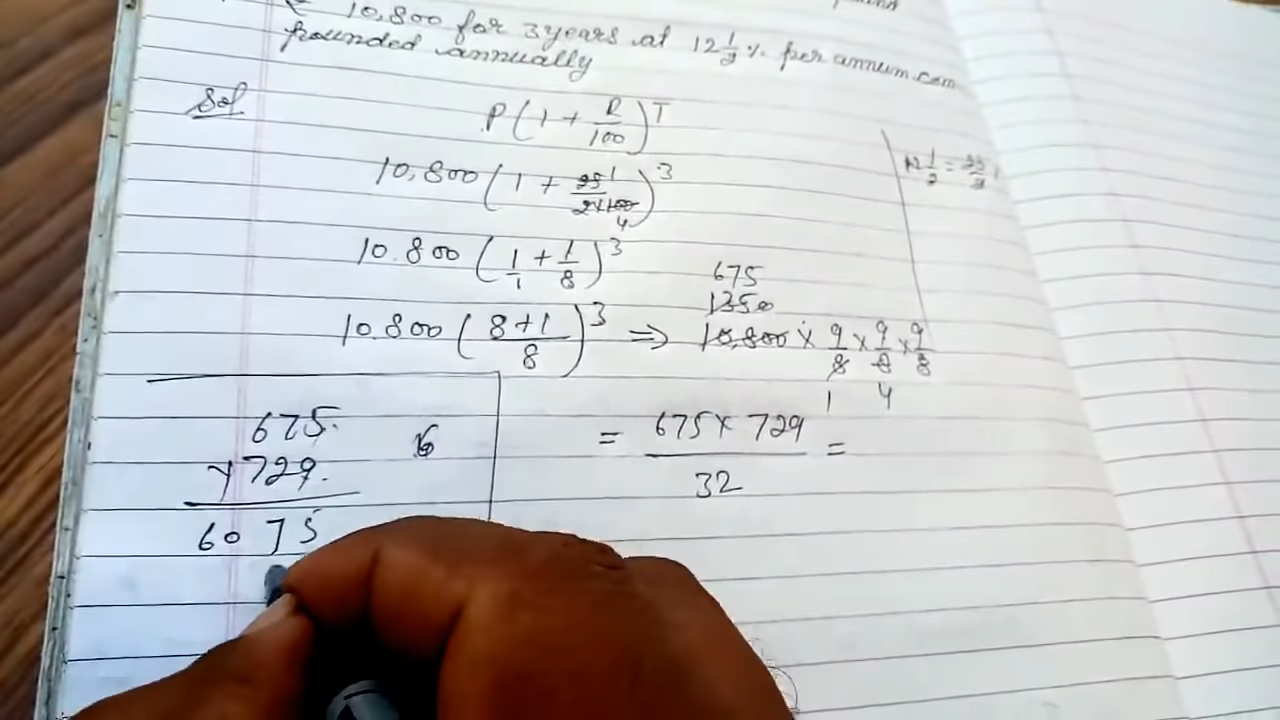 ₹ 10,800 for 3 years at 12 1/2 % per annum com
pounded annually
Sol
P(1 + R/100)^T
12 1/2 = 25/2
10,800(1 + 25 1/2×100 4)^3
10.800 (1/1 + 1/8)^3
10.800 (8+1/8)^3 ⇒ 10,800 × 9/8 × 9/8 × 9/8
675
1350
1 4
= 675×729/32 =
675
×729
6075
6